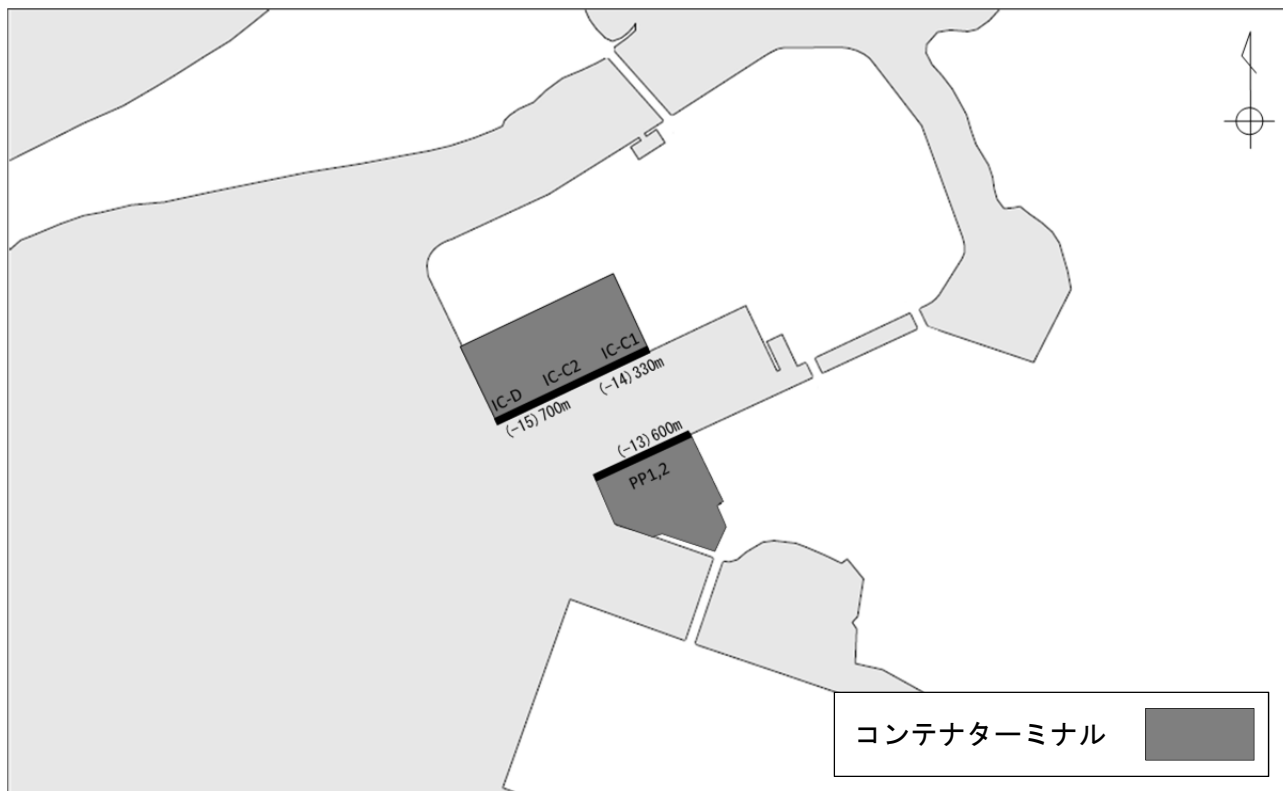 IC-C1
IC-C2
IC-D
(-14) 330m
(-15) 700m
(-13) 600m
PP1,2
コンテナターミナル